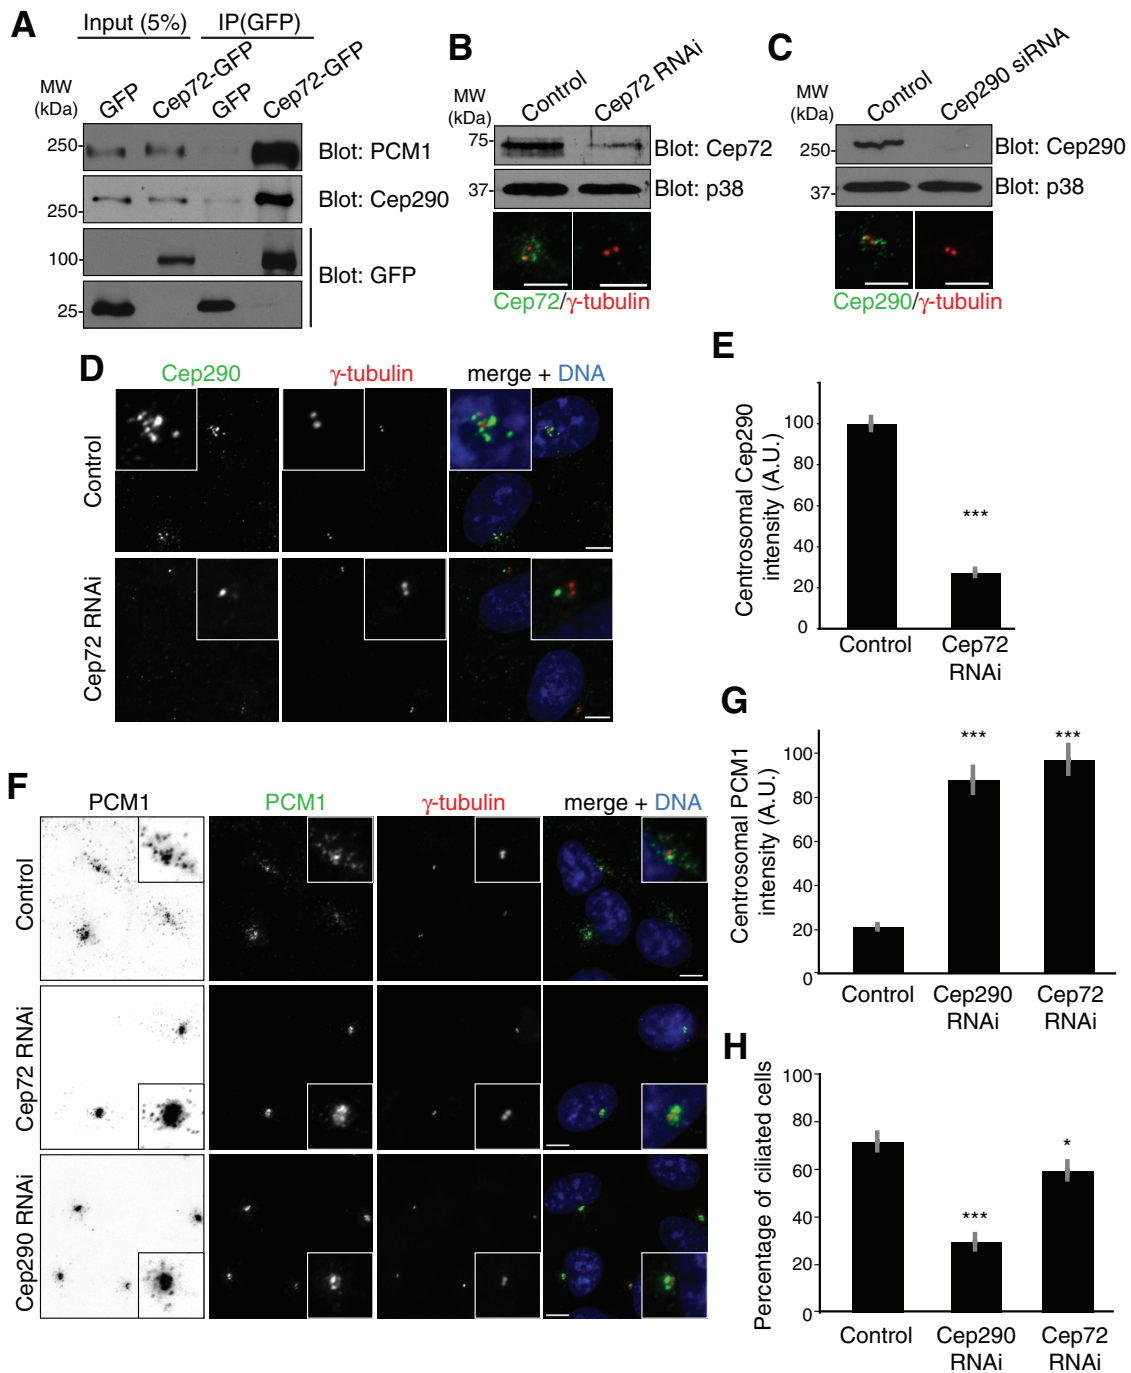 A
Input (5%) IP(GFP)
MW
(kDa)
GFP
Cep72-GFP
GFP
Cep72-GFP
250-
Blot: PCM1
250-
Blot: Cep290
100-
Blot: GFP
25-
B
MW
(kDa)
Control
Cep72 RNAi
75-
Blot: Cep72
37-
Blot: p38
Cep72/γ-tubulin
C
MW
(kDa)
Control
Cep290 siRNA
250-
Blot: Cep290
37-
Blot: p38
Cep290/γ-tubulin
D
Cep290 γ-tubulin merge + DNA
Control
Cep72 RNAi
E
Centrosomal Cep290
intensity (A.U.)
100
80
60
40
20
0
***
Control Cep72
RNAi
F
PCM1 PCM1 γ-tubulin merge + DNA
Control
Cep72 RNAi
Cep290 RNAi
G
Centrosomal PCM1
intensity (A.U.)
100
80
60
40
20
0
*** ***
Control Cep290 Cep72
RNAi RNAi
H
Percentage of ciliated cells
100
80
60
40
20
0
*** *
Control Cep290 Cep72
RNAi RNAi